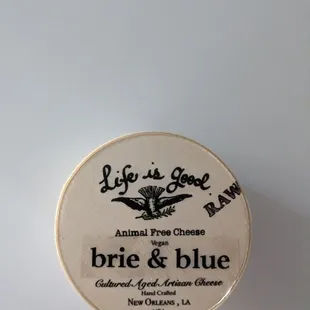 Life is good.
RAW
Animal Free Cheese
Vegan
brie & blue
Cultured Aged Artisan Cheese
Hand Crafted
New Orleans, LA